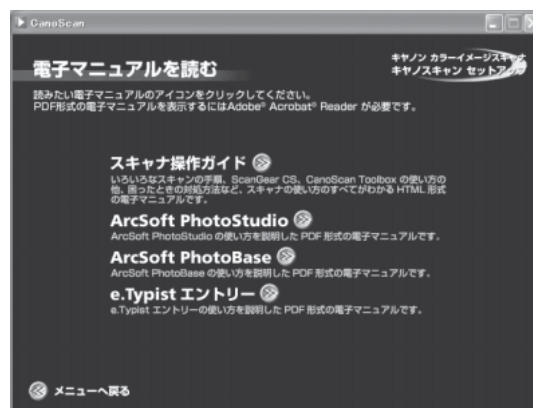 CanoScan
電子マニュアルを読む
キヤノン カラーイメージスキャナ
キヤノスキャン セットアップ
読みたい電子マニュアルのアイコンをクリックしてください。
PDF形式の電子マニュアルを表示するにはAdobe® Acrobat® Reader が必要です。
スキャナ操作ガイド
いろいろなスキャンの手順、ScanGear CS、CanoScan Toolbox の使い方の
他、困ったときの対処方法など、スキャナの使い方のすべてがわかる HTML 形式
の電子マニュアルです。
ArcSoft PhotoStudio
ArcSoft PhotoStudio の使い方を説明した PDF 形式の電子マニュアルです。
ArcSoft PhotoBase
ArcSoft PhotoBase の使い方を説明した PDF 形式の電子マニュアルです。
e.Typist エントリー
e.Typist エントリーの使い方を説明した PDF 形式の電子マニュアルです。
メニューへ戻る